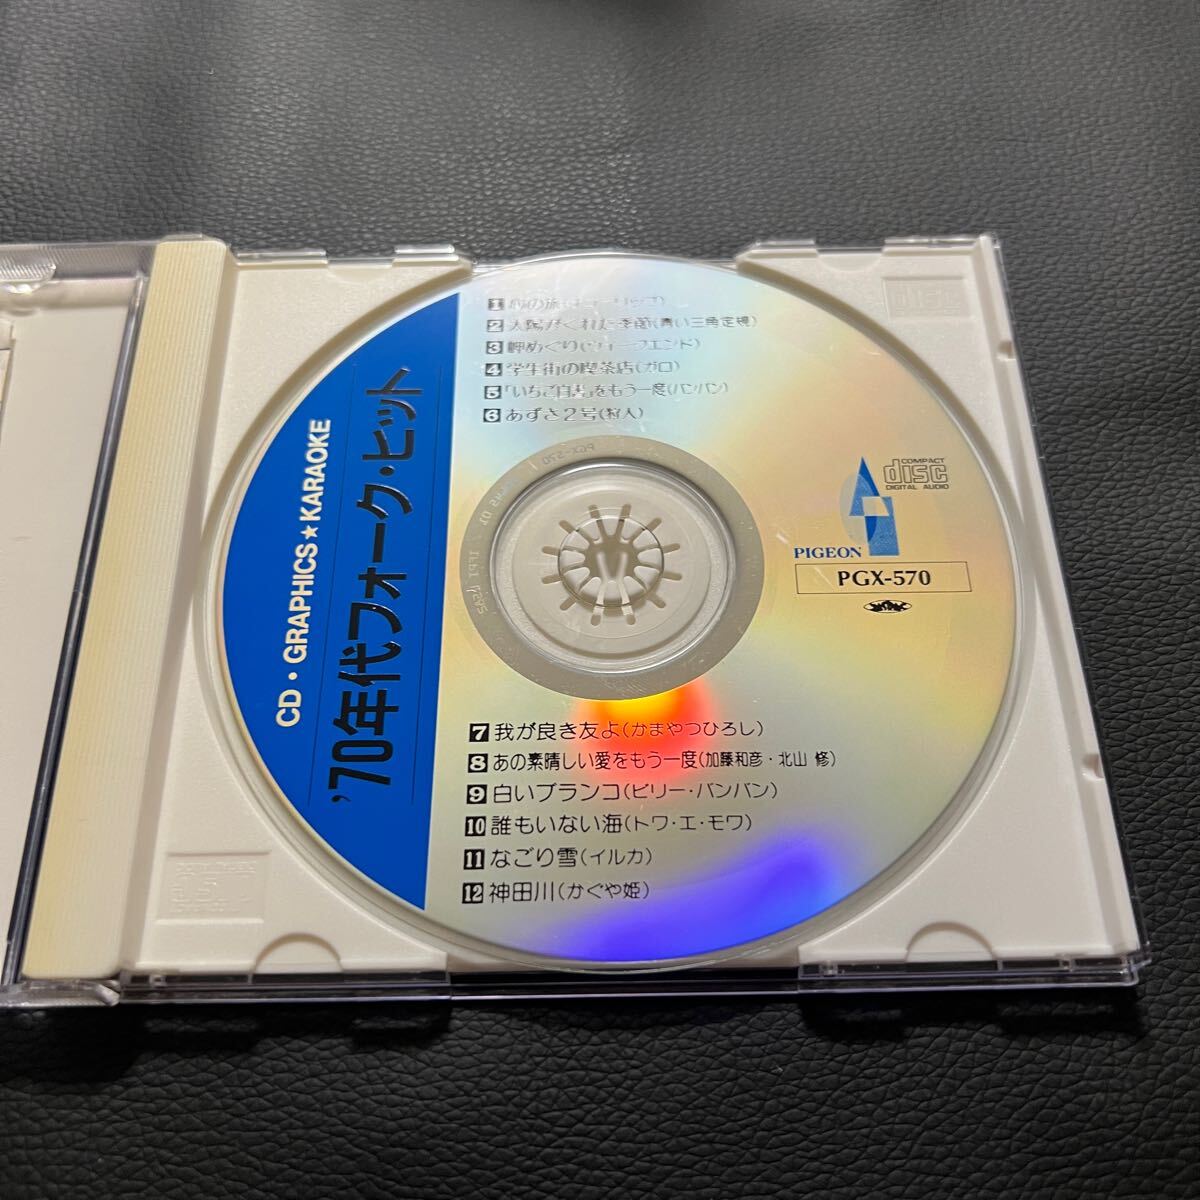 CD・GRAPHICS★KARAOKE
'70年代フォーク・ヒット
1 心の旅(チューリップ)
2 太陽がくれた季節(青い三角定規)
3 岬めぐり(ウィークエンド)
4 学生街の喫茶店(ガロ)
5 「いちご白書」をもう一度(バンバン)
6 あずさ2号(狩人)
PGX-570
COMPACT
disc
DIGITAL AUDIO
PIGEON
PGX-570
7 我が良き友よ(かまやつひろし)
8 あの素晴しい愛をもう一度(加藤和彦・北山 修)
9 白いブランコ(ビリー・バンバン)
10 誰もいない海(トワ・エ・モワ)
11 なごり雪(イルカ)
12 神田川(かぐや姫)